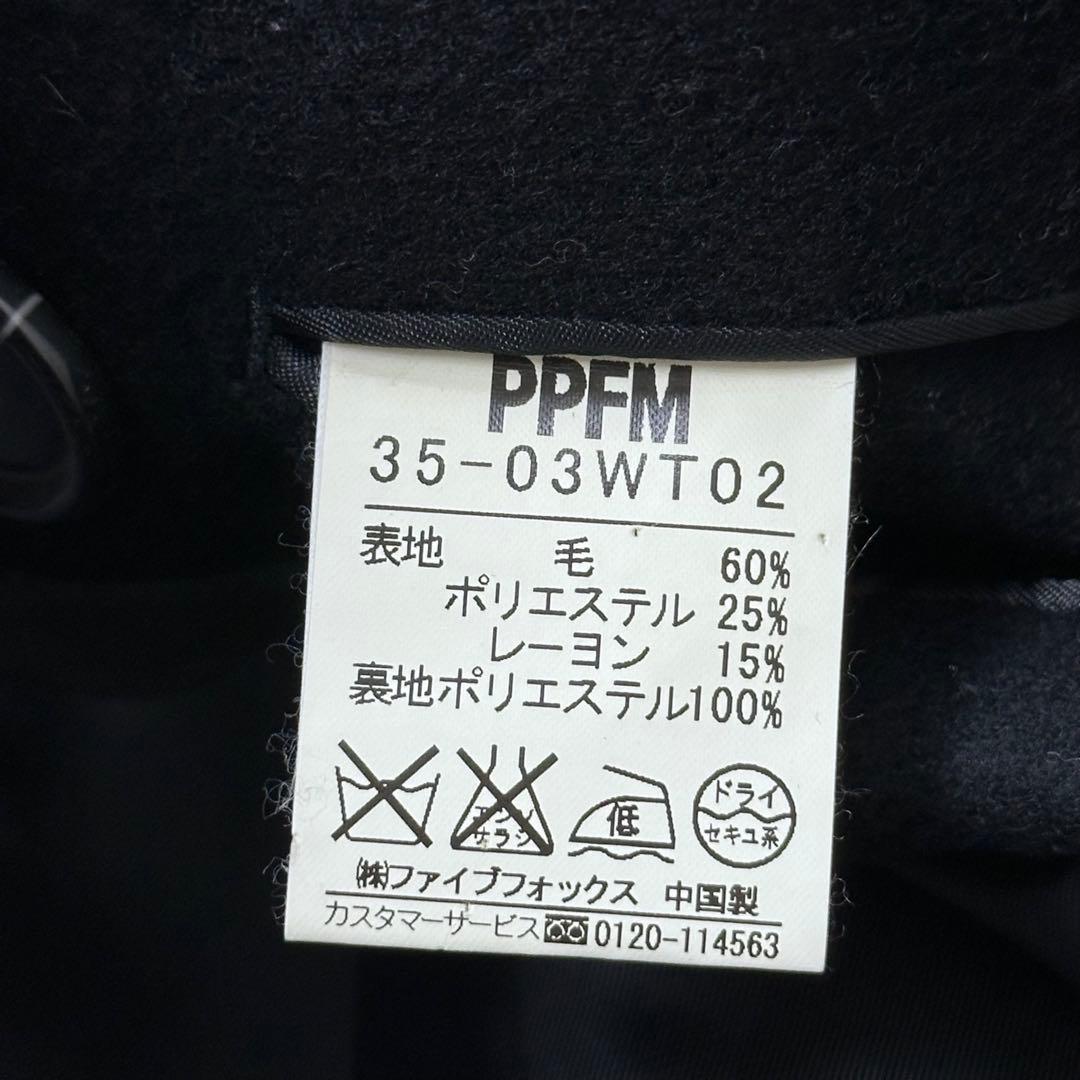 PPFM
35-03WT02
表地 毛 60%
ポリエステル 25%
レーヨン 15%
裏地ポリエステル100%
エンソ サラシ 低 ドライ セキユ系
㈱ファイブフォックス 中国製
カスタマーサービス 0120-114563